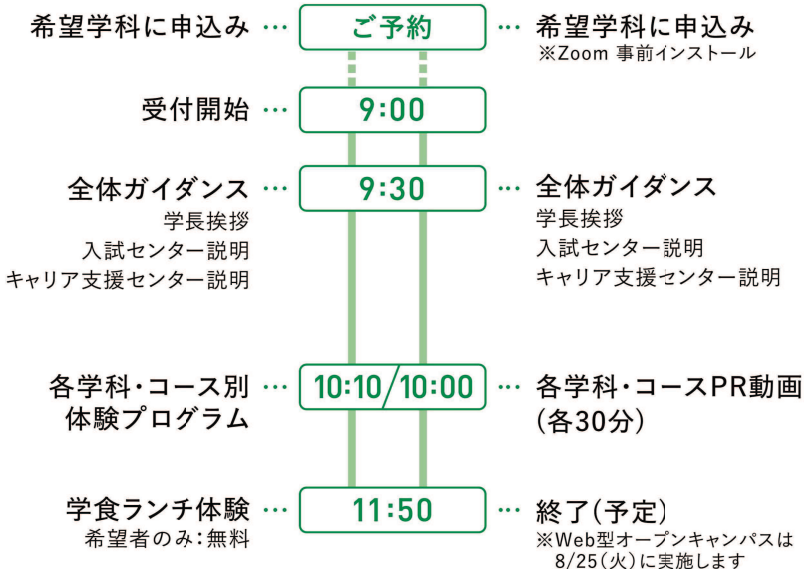 希望学科に申込み … ご予約 … 希望学科に申込み
※Zoom 事前インストール
受付開始 … 9:00
全体ガイダンス … 9:30 … 全体ガイダンス
学長挨拶 学長挨拶
入試センター説明 入試センター説明
キャリア支援センター説明 キャリア支援センター説明
各学科・コース別 … 10:10/10:00 … 各学科・コースPR動画
体験プログラム (各30分)
学食ランチ体験 … 11:50 … 終了(予定)
希望者のみ:無料 ※Web型オープンキャンパスは
8/25(火)に実施します